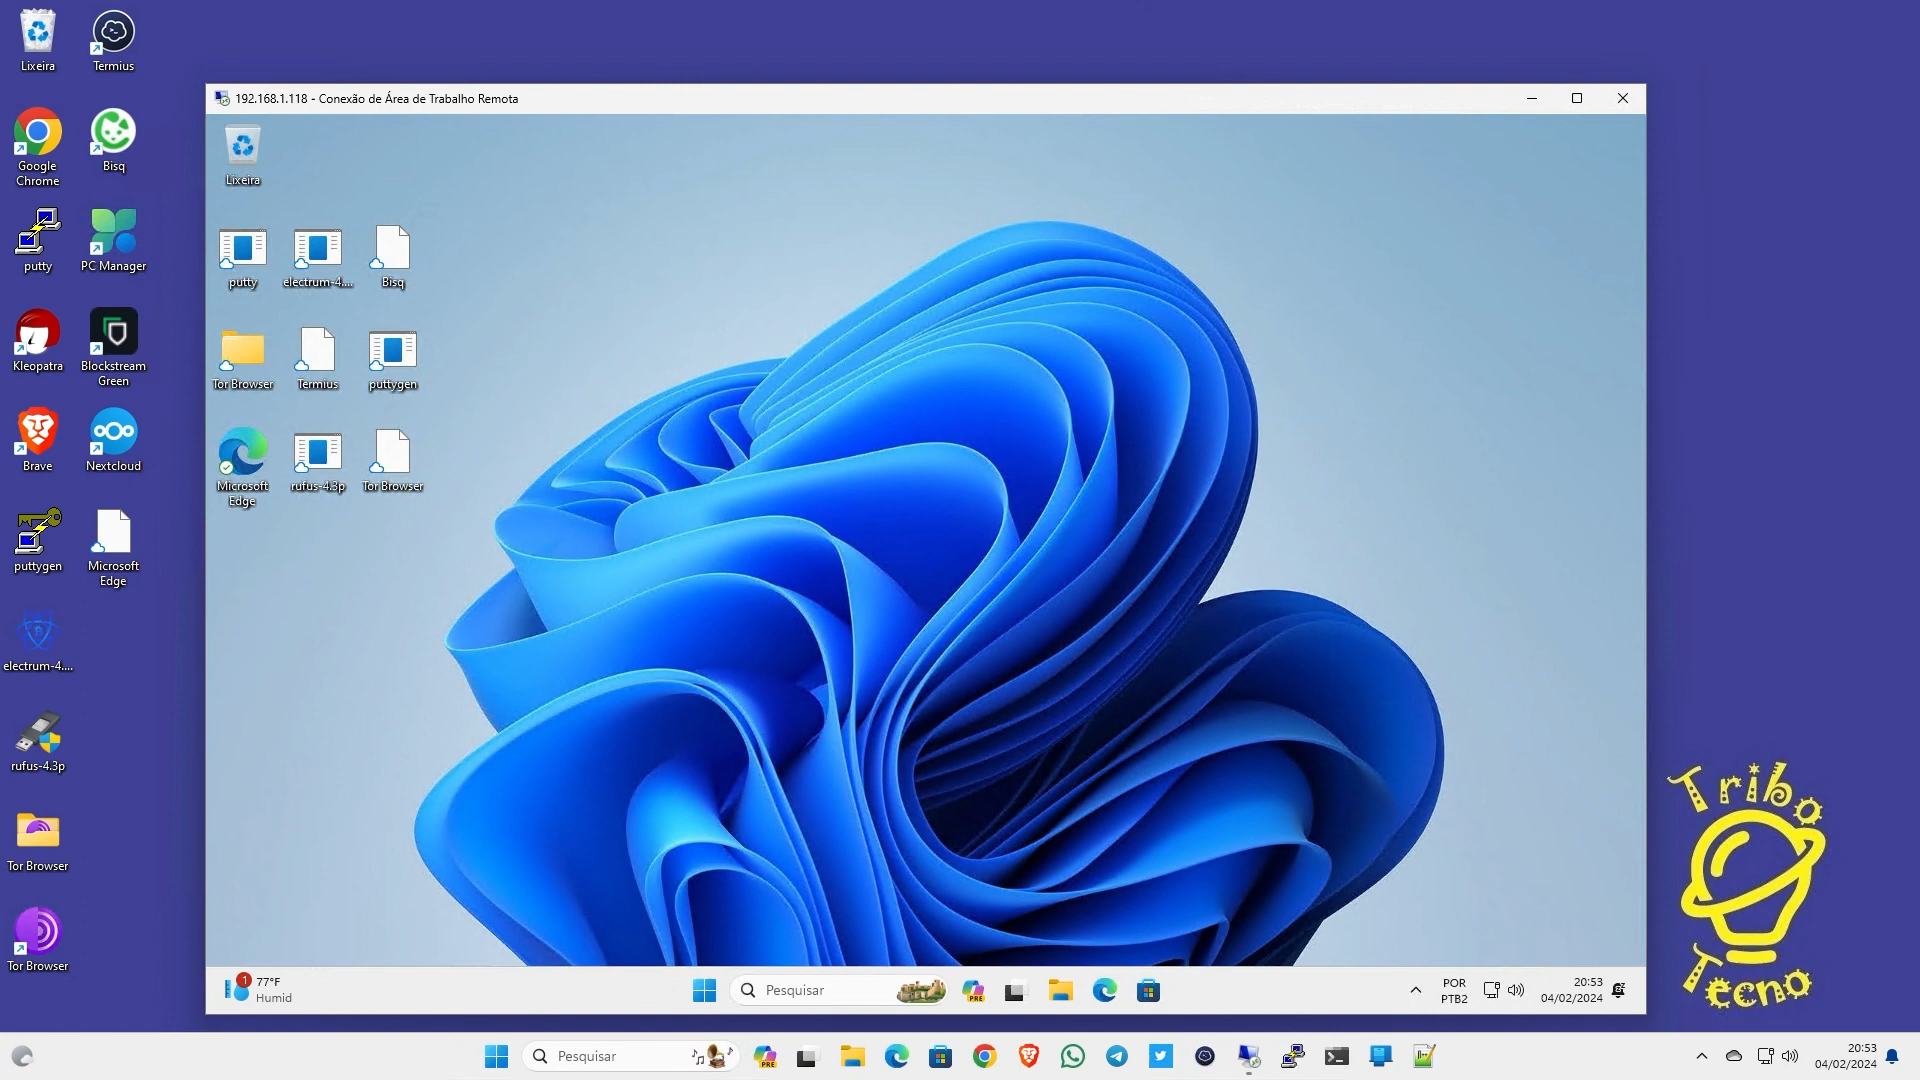 Lixeira
Termius
Google
Chrome
Bisq
putty
PC Manager
Kleopatra
Blockstream
Green
Brave
Nextcloud
puttygen
Microsoft
Edge
electrum-4....
rufus-4.3p
Tor Browser
Tor Browser
192.168.1.118 - Conexão de Área de Trabalho Remota
Lixeira
putty
electrum-4....
Bisq
Tor Browser
Termius
puttygen
Microsoft
Edge
rufus-4.3p
Tor Browser
1
77°F
Humid
Pesquisar
PRE
POR
PTB2
20:53
04/02/2024
Tribo
Tecno
Pesquisar
PRE
20:53
04/02/2024